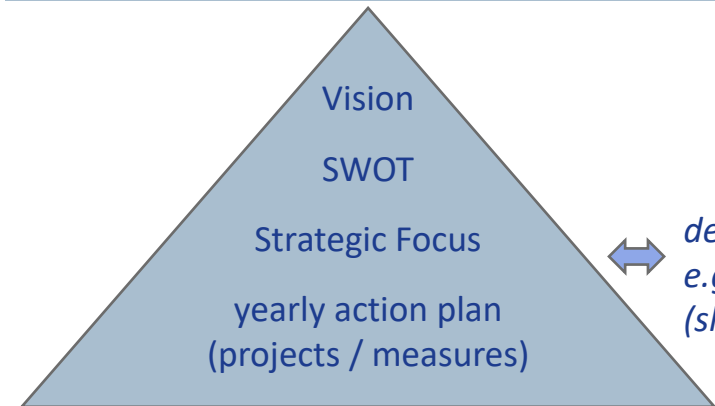 Vision
SWOT
Strategic Focus
yearly action plan
(projects / measures)